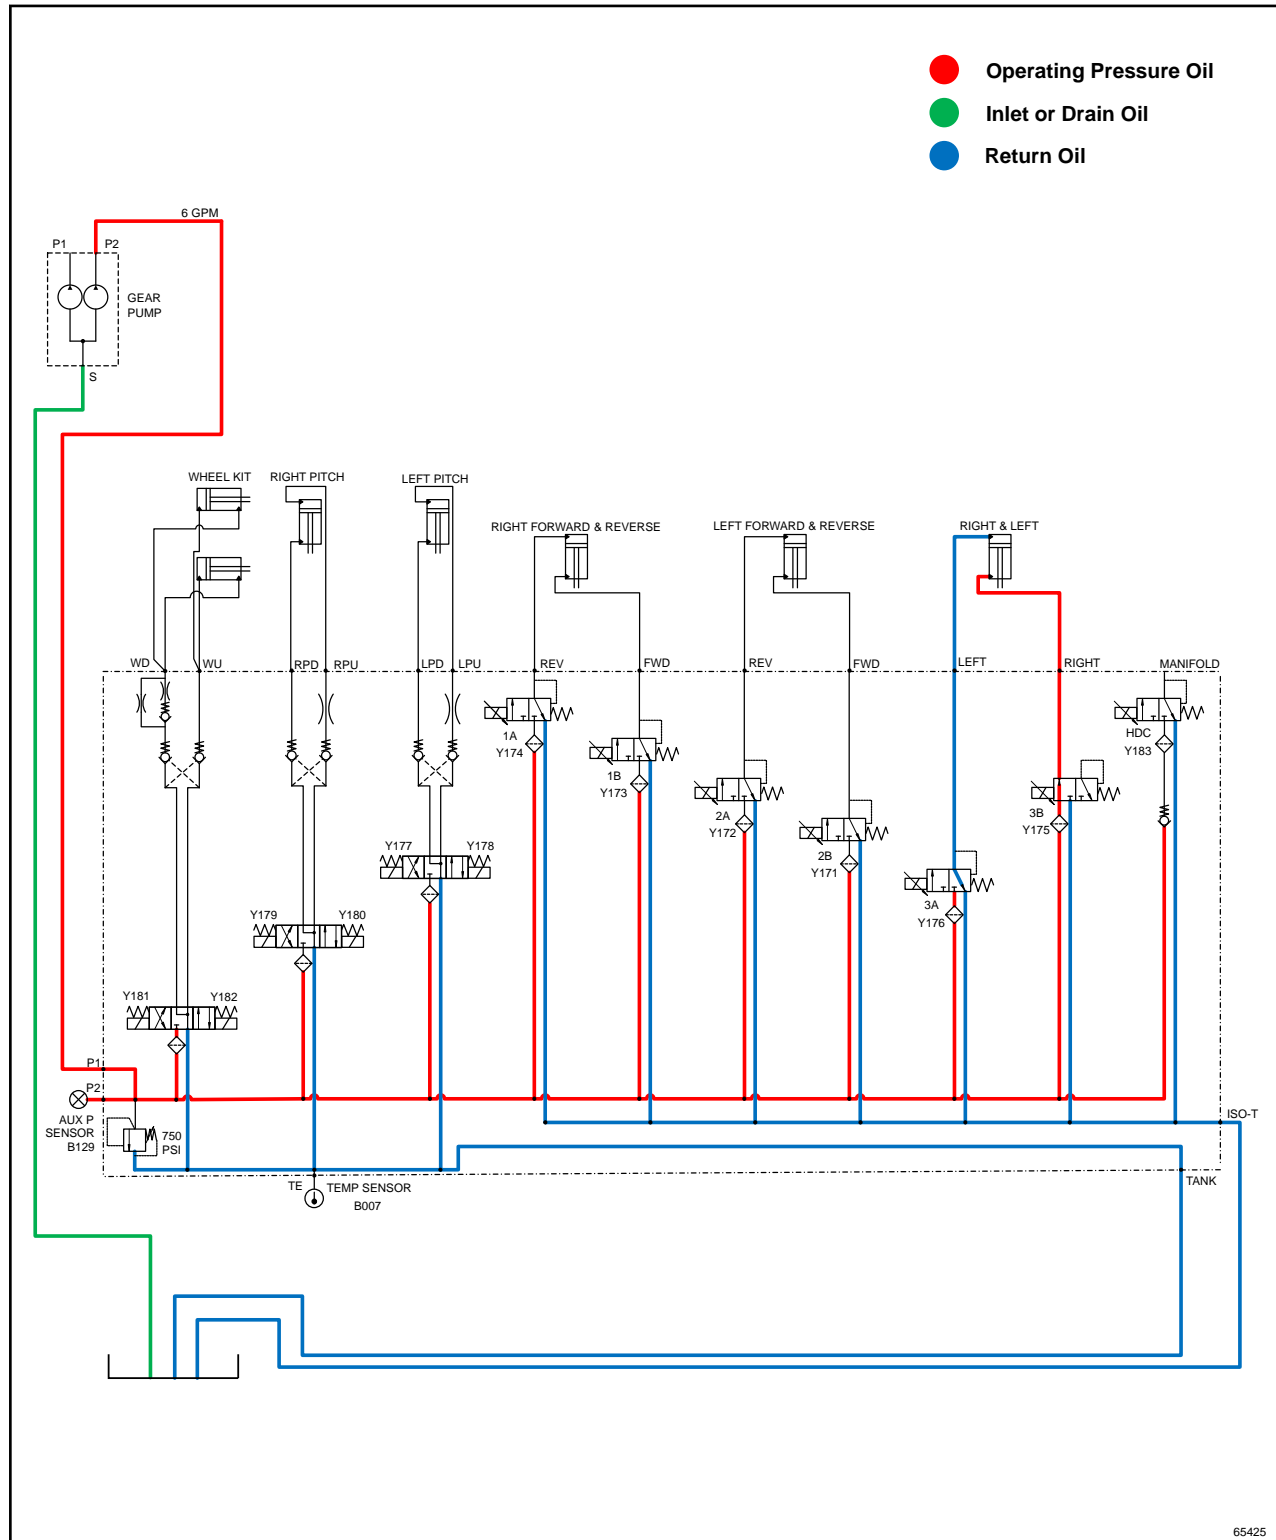 Operating Pressure Oil
Inlet or Drain Oil
Return Oil
6 GPM
P1
P2
GEAR
PUMP
S
WHEEL KIT
RIGHT PITCH
LEFT PITCH
RIGHT FORWARD & REVERSE
LEFT FORWARD & REVERSE
RIGHT & LEFT
WD
WU
RPD
RPU
LPD
LPU
REV
FWD
REV
FWD
LEFT
RIGHT
MANIFOLD
1A
Y174
1B
Y173
2A
Y172
2B
Y171
3A
Y176
3B
Y175
HDC
Y183
Y177
Y178
Y179
Y180
Y181
Y182
P1
P2
AUX P
SENSOR
B129
750
PSI
TE
TEMP SENSOR
B007
ISO-T
TANK
65425